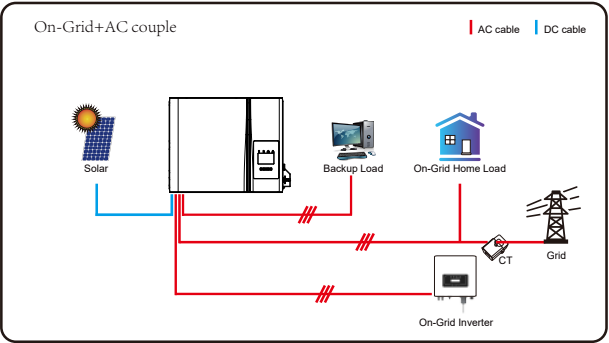 On-Grid+AC couple
AC cable
DC cable
Solar
Backup Load
On-Grid Home Load
CT
Grid
On-Grid Inverter